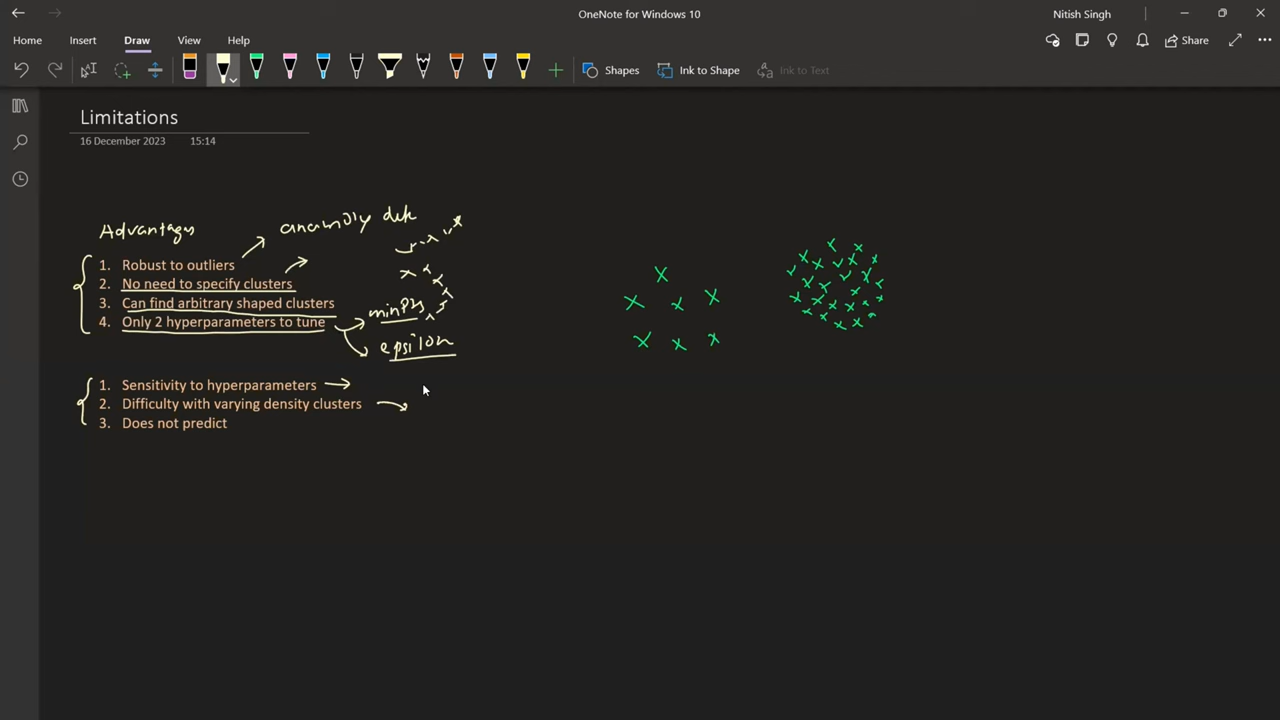 OneNote for Windows 10
Nitish Singh
Home Insert Draw View Help
Share
Shapes Ink to Shape Ink to Text
Limitations
16 December 2023 15:14
Advantages
1. Robust to outliers
2. No need to specify clusters
3. Can find arbitrary shaped clusters
minPts
4. Only 2 hyperparameters to tune
epsilon
1. Sensitivity to hyperparameters
2. Difficulty with varying density clusters
3. Does not predict